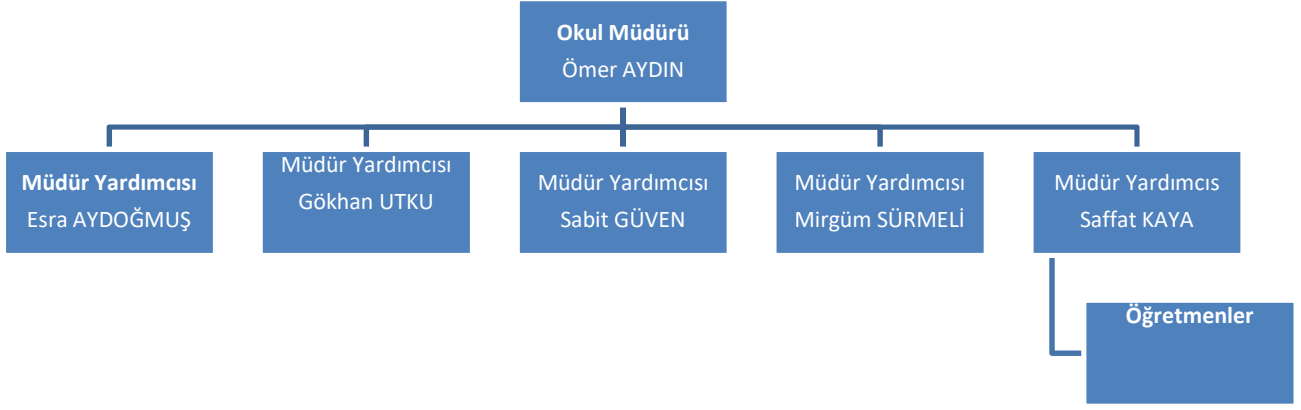 Okul Müdürü
Ömer AYDIN
Müdür Yardımcısı
Esra AYDOĞMUŞ
Müdür Yardımcısı
Gökhan UTKU
Müdür Yardımcısı
Sabit GÜVEN
Müdür Yardımcısı
Mirgüm SÜRMELİ
Müdür Yardımcıs
Saffat KAYA
Öğretmenler